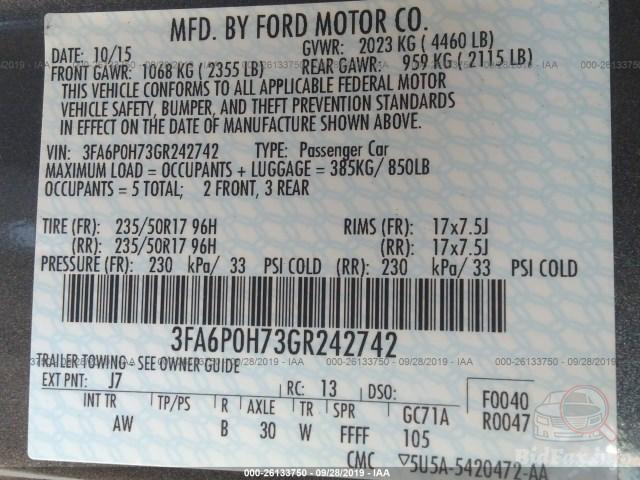 MFD. BY FORD MOTOR CO.
DATE: 10/15 GVWR: 2023 KG ( 4460 LB)
FRONT GAWR: 1068 KG ( 2355 LB) REAR GAWR: 959 KG ( 2115 LB)
THIS VEHICLE CONFORMS TO ALL APPLICABLE FEDERAL MOTOR
VEHICLE SAFETY, BUMPER, AND THEFT PREVENTION STANDARDS
IN EFFECT ON THE DATE OF MANUFACTURE SHOWN ABOVE.
VIN: 3FA6P0H73GR242742 TYPE: Passenger Car
MAXIMUM LOAD = OCCUPANTS + LUGGAGE = 385KG/ 850LB
OCCUPANTS = 5 TOTAL; 2 FRONT, 3 REAR
TIRE (FR): 235/50R17 96H RIMS (FR): 17x7.5J
(RR): 235/50R17 96H (RR): 17x7.5J
PRESSURE (FR): 230 kPa/ 33 PSI COLD (RR): 230 kPa/ 33 PSI COLD
3FA6P0H73GR242742
TRAILER TOWING - SEE OWNER GUIDE
EXT PNT: J7 RC: 13 DSO: F0040
INT TR TP/PS R AXLE TR SPR GC71A R0047
AW B 30 W FFFF 105
CMC ▽5U5A-5420472-AA
000-26133750 - 09/28/2019 - IAA
BidFax.info